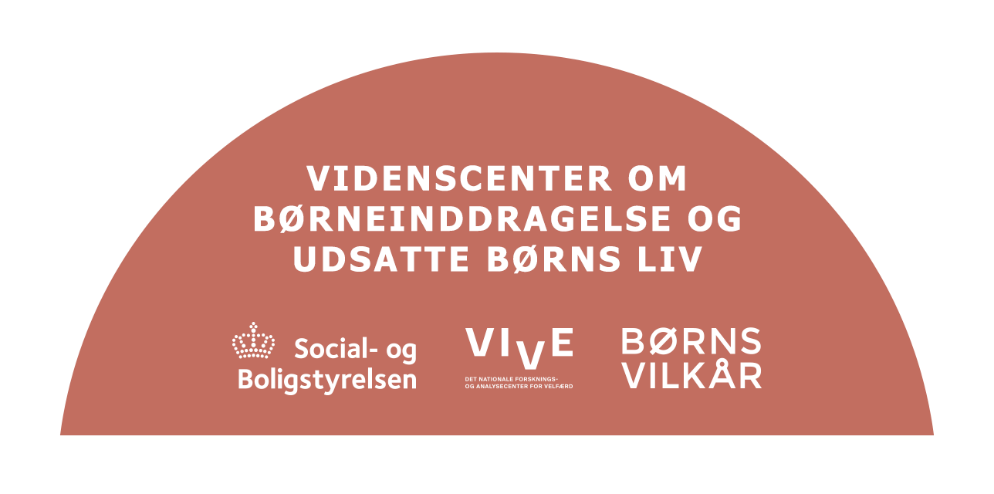 VIDENSCENTER OM
BØRNEINDDRAGELSE OG
UDSATTE BØRNS LIV
Social- og
Boligstyrelsen
VIVE
DET NATIONALE FORSKNINGS-
OG ANALYSECENTER FOR VELFÆRD
BØRNS
VILKÅR